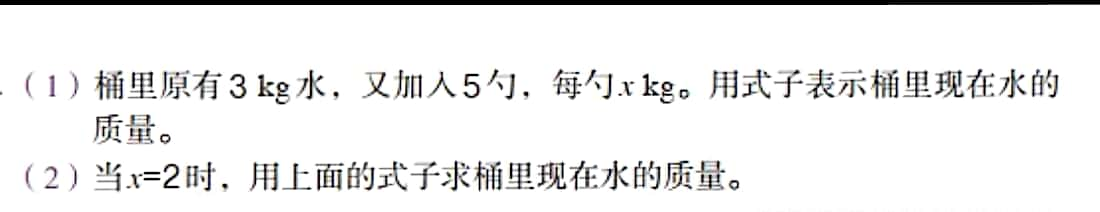 （1）桶里原有3 kg水，又加入5勺，每勺x kg。用式子表示桶里现在水的
质量。
（2）当x=2时，用上面的式子求桶里现在水的质量。